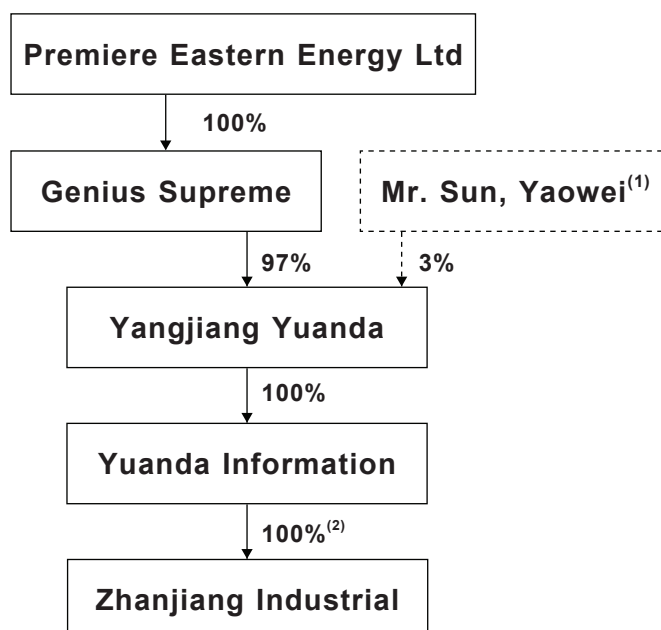 Premiere Eastern Energy Ltd
100%
Genius Supreme
Mr. Sun, Yaowei(1)
97%
3%
Yangjiang Yuanda
100%
Yuanda Information
100%(2)
Zhanjiang Industrial